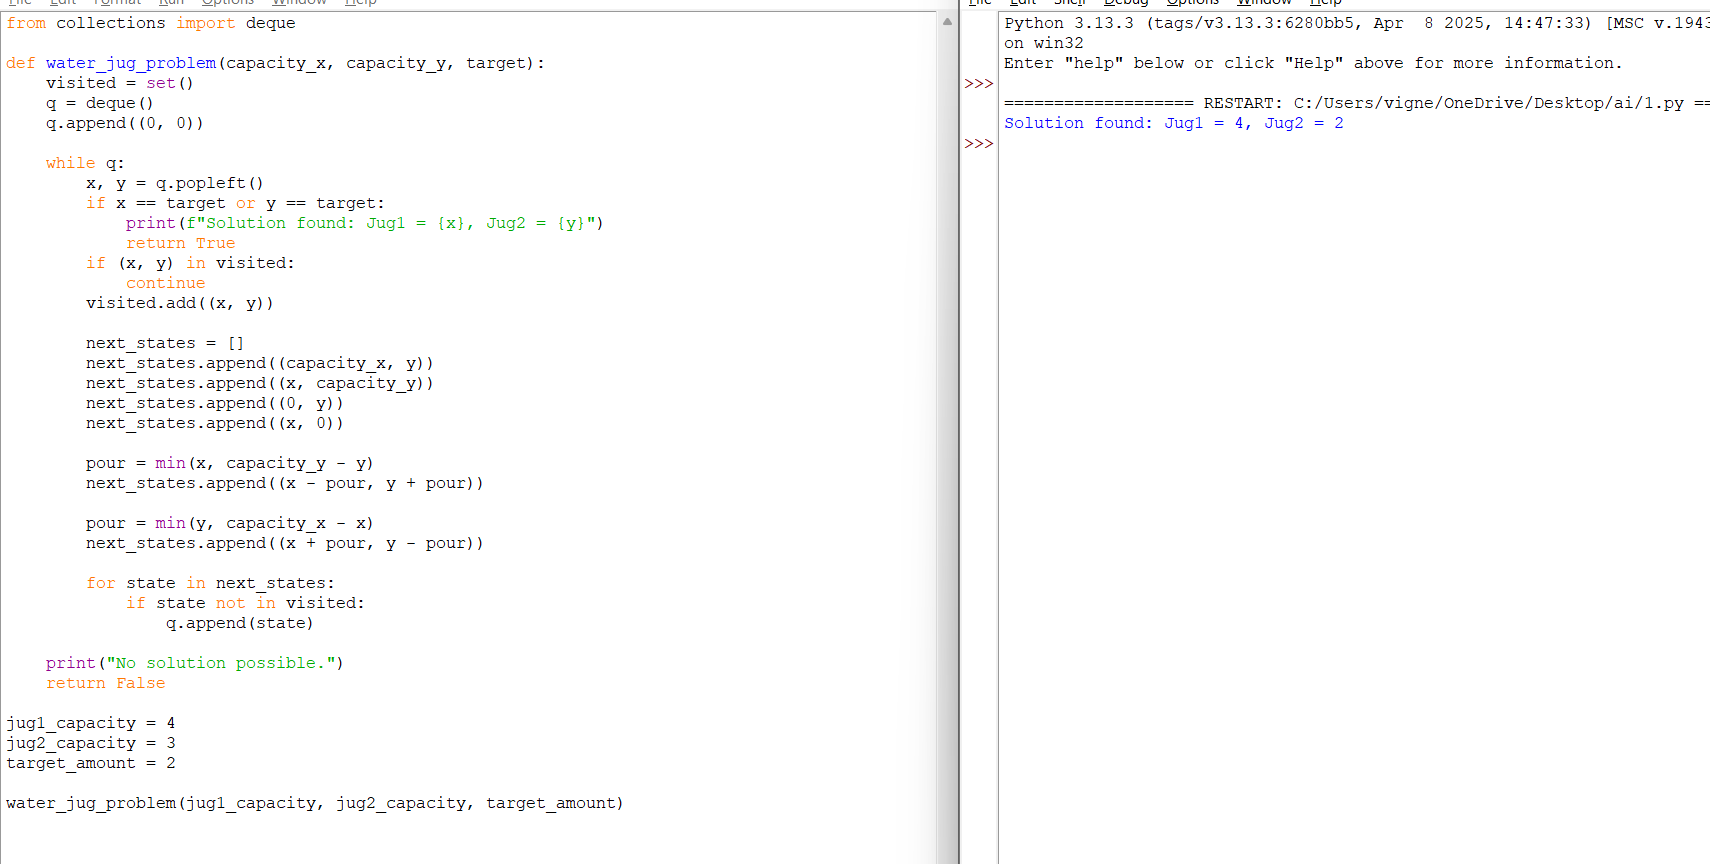 File Edit Format Run Options Window Help
from collections import deque
def water_jug_problem(capacity_x, capacity_y, target):
    visited = set()
    q = deque()
    q.append((0, 0))
    while q:
        x, y = q.popleft()
        if x == target or y == target:
            print(f"Solution found: Jug1 = {x}, Jug2 = {y}")
            return True
        if (x, y) in visited:
            continue
        visited.add((x, y))
        next_states = []
        next_states.append((capacity_x, y))
        next_states.append((x, capacity_y))
        next_states.append((0, y))
        next_states.append((x, 0))
        pour = min(x, capacity_y - y)
        next_states.append((x - pour, y + pour))
        pour = min(y, capacity_x - x)
        next_states.append((x + pour, y - pour))
        for state in next_states:
            if state not in visited:
                q.append(state)
    print("No solution possible.")
    return False
jug1_capacity = 4
jug2_capacity = 3
target_amount = 2
water_jug_problem(jug1_capacity, jug2_capacity, target_amount)
File Edit Shell Debug Options Window Help
Python 3.13.3 (tags/v3.13.3:6280bb5, Apr  8 2025, 14:47:33) [MSC v.1943
on win32
Enter "help" below or click "Help" above for more information.
>>>
=================== RESTART: C:/Users/vigne/OneDrive/Desktop/ai/1.py ==
Solution found: Jug1 = 4, Jug2 = 2
>>>